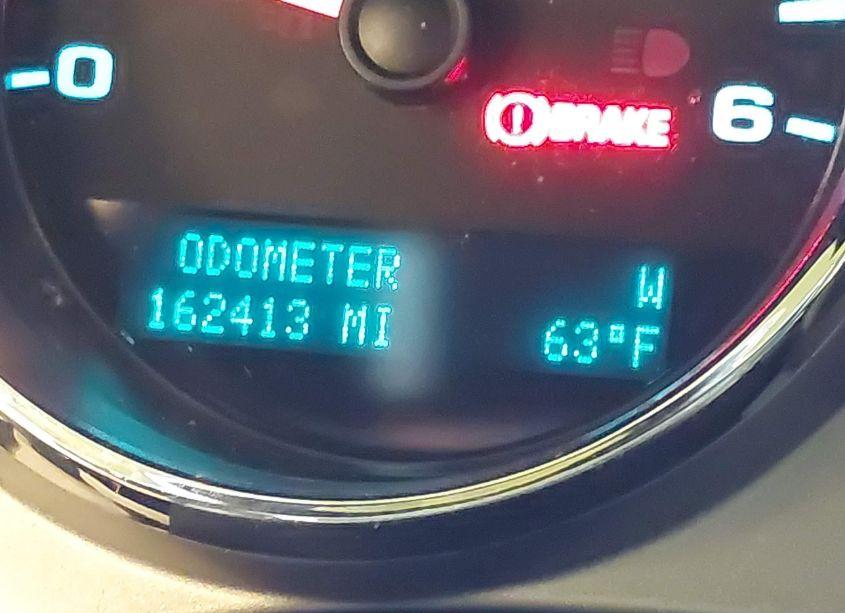 0
BRAKE
6
ODOMETER
W
162413 MI
63°F